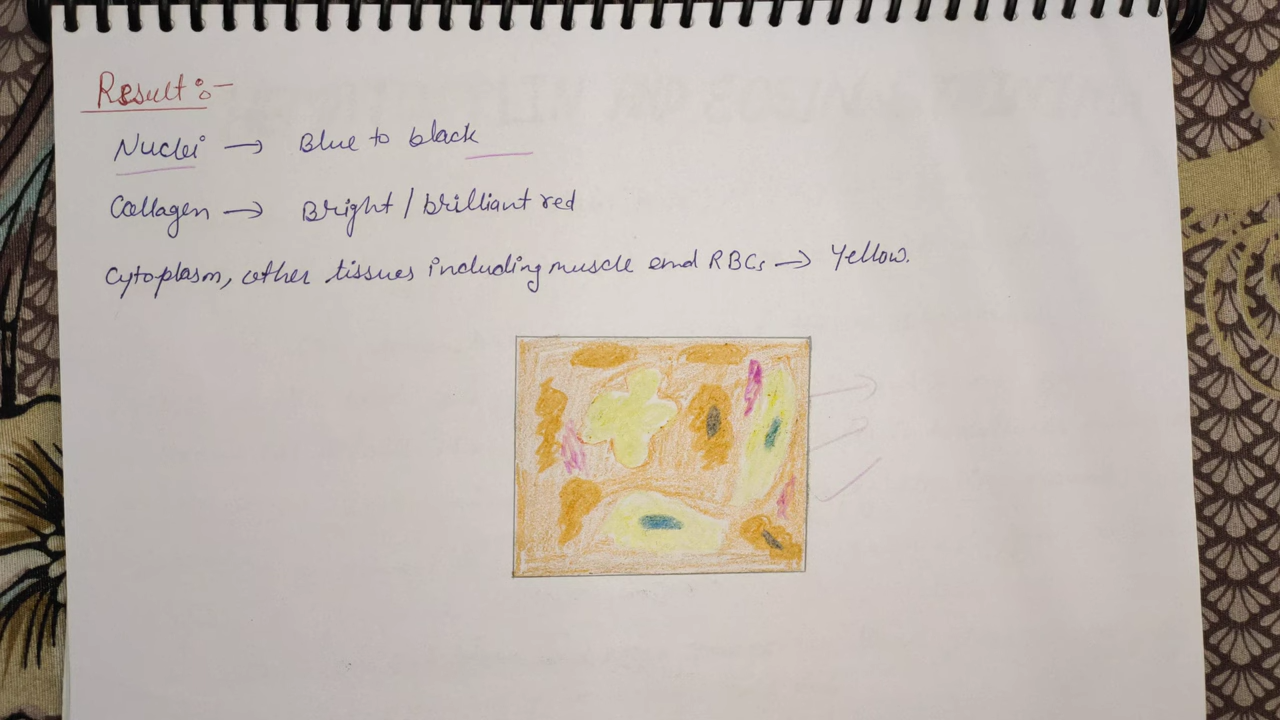 Result :-
Nuclei → Blue to black
Collagen → Bright / brilliant red
Cytoplasm, other tissues including muscle and RBCs → Yellow.